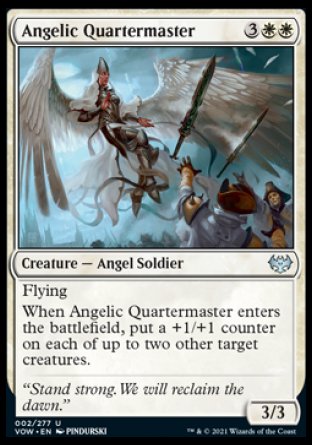 Angelic Quartermaster 3
Creature — Angel Soldier
Flying
When Angelic Quartermaster enters
the battlefield, put a +1/+1 counter
on each of up to two other target
creatures.
“Stand strong. We will reclaim the
dawn.”
3/3
002/277 U
VOW • EN PINDURSKI
™ & © 2021 Wizards of the Coast